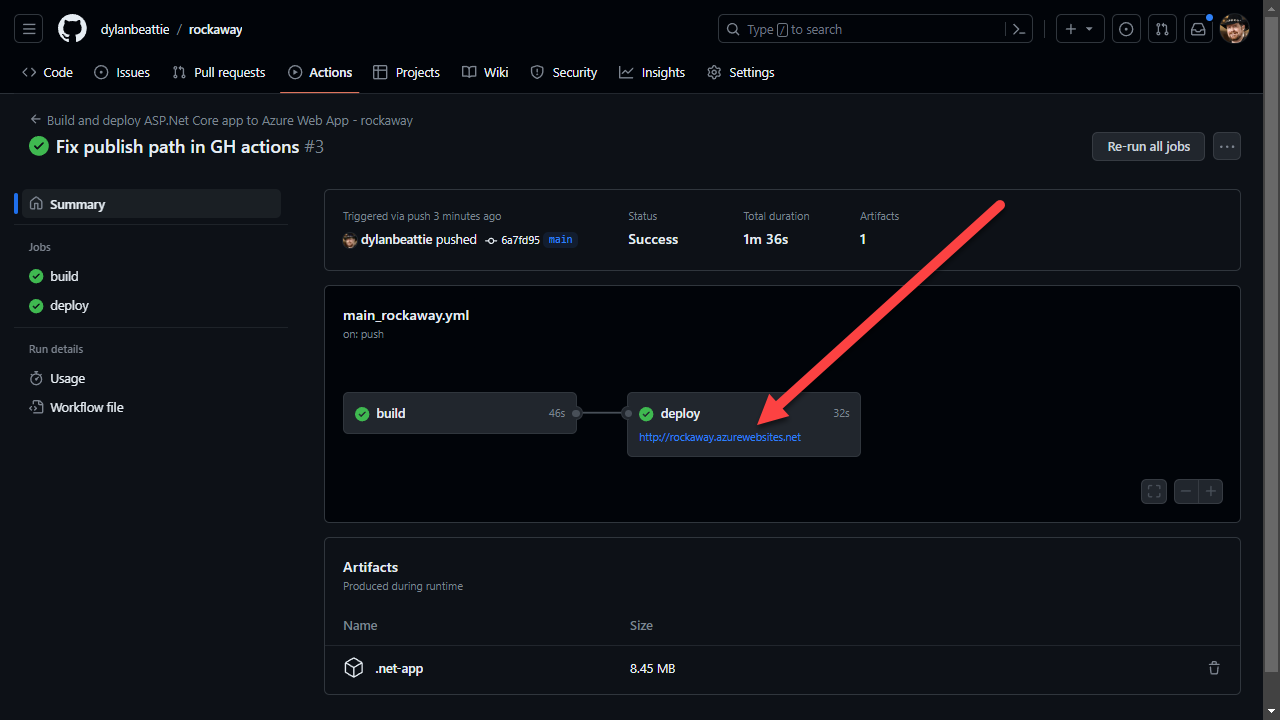 dylanbeattie / rockaway
Type / to search
Code Issues Pull requests Actions Projects Wiki Security Insights Settings
Build and deploy ASP.Net Core app to Azure Web App - rockaway
Fix publish path in GH actions #3
Re-run all jobs
Summary
Jobs
build
deploy
Run details
Usage
Workflow file
Triggered via push 3 minutes ago
dylanbeattie pushed 6a7fd95 main
Status
Success
Total duration
1m 36s
Artifacts
1
main_rockaway.yml
on: push
build 46s
deploy 32s
http://rockaway.azurewebsites.net
Artifacts
Produced during runtime
Name Size
.net-app 8.45 MB